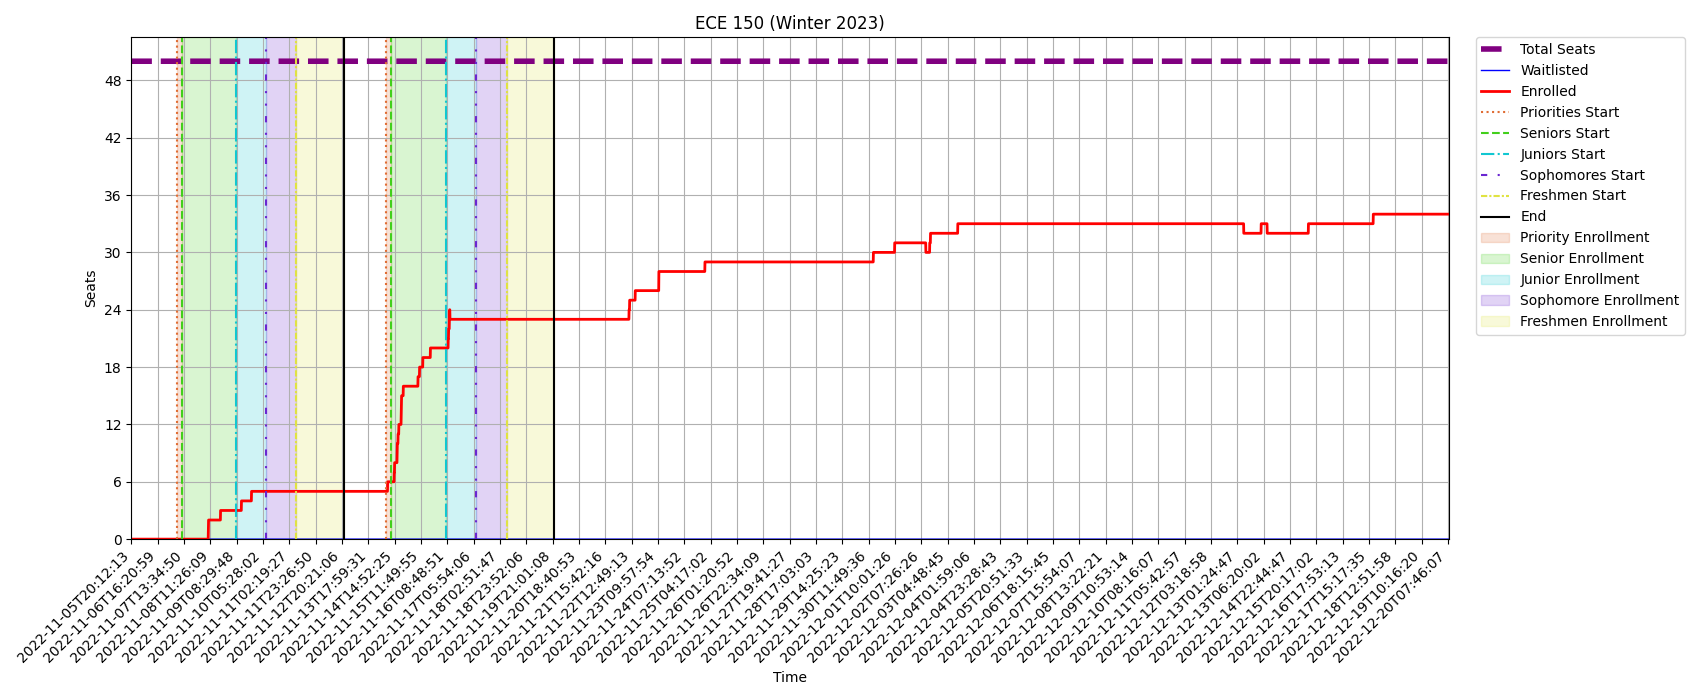 ECE 150 (Winter 2023)
Total Seats
Waitlisted
Enrolled
Priorities Start
Seniors Start
Juniors Start
Sophomores Start
Freshmen Start
End
Priority Enrollment
Senior Enrollment
Junior Enrollment
Sophomore Enrollment
Freshmen Enrollment
Seats
48
42
36
30
24
18
12
6
0
2022-11-05T20:12:13
2022-11-06T16:20:59
2022-11-07T13:34:50
2022-11-08T11:26:09
2022-11-09T08:29:48
2022-11-10T05:28:02
2022-11-11T02:19:27
2022-11-11T23:26:50
2022-11-12T20:21:06
2022-11-13T17:59:31
2022-11-14T14:52:25
2022-11-15T11:49:55
2022-11-16T08:48:51
2022-11-17T05:54:06
2022-11-18T02:51:47
2022-11-18T23:52:06
2022-11-19T21:01:08
2022-11-20T18:40:53
2022-11-21T15:42:16
2022-11-22T12:49:13
2022-11-23T09:57:54
2022-11-24T07:13:52
2022-11-25T04:17:02
2022-11-26T01:20:52
2022-11-26T22:34:09
2022-11-27T19:41:27
2022-11-28T17:03:03
2022-11-29T14:25:23
2022-11-30T11:49:36
2022-12-01T10:01:26
2022-12-02T07:26:26
2022-12-03T04:48:45
2022-12-04T01:59:06
2022-12-04T23:28:43
2022-12-05T20:51:33
2022-12-06T18:15:45
2022-12-07T15:54:07
2022-12-08T13:22:21
2022-12-09T10:53:14
2022-12-10T08:16:07
2022-12-11T05:42:57
2022-12-12T03:18:58
2022-12-13T01:24:47
2022-12-13T06:20:02
2022-12-14T22:44:47
2022-12-15T20:17:02
2022-12-16T17:53:13
2022-12-17T15:17:35
2022-12-18T12:51:58
2022-12-19T10:16:20
2022-12-20T07:46:07
Time